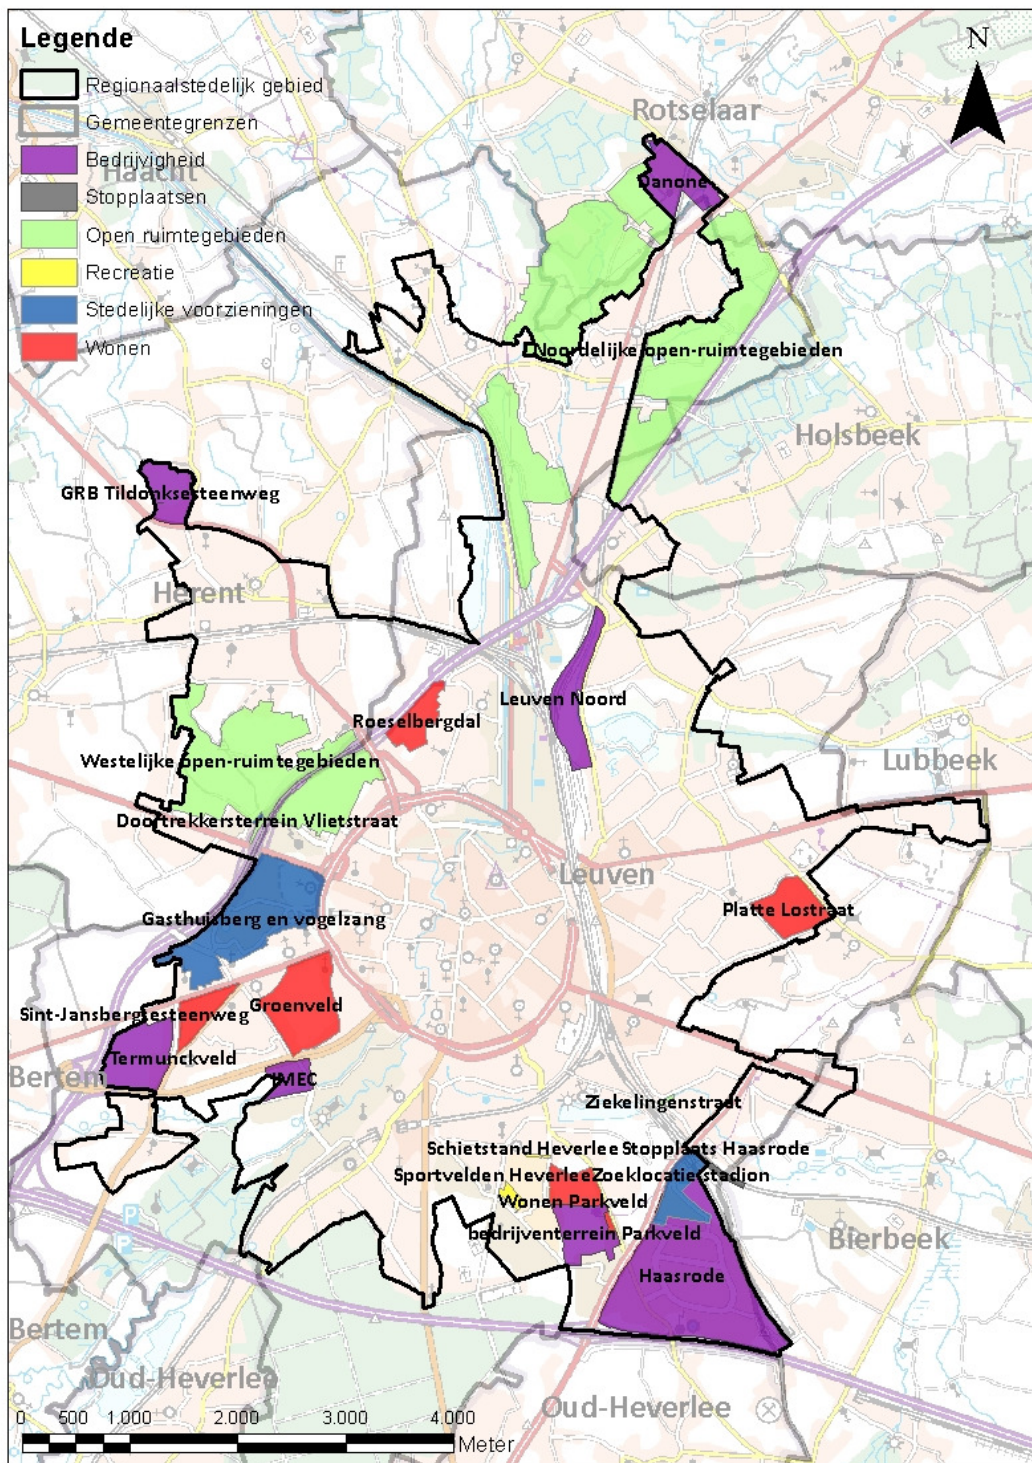 Legende
Regionaalstedelijk gebied
Gemeentegrenzen
Bedrijvigheid
Stopplaatsen
Open ruimtegebieden
Recreatie
Stedelijke voorzieningen
Wonen
N
Rotselaar
Haacht
Danone
Noordelijke open-ruimtegebieden
Holsbeek
GRB Tildonksesteenweg
Herent
Leuven Noord
Roeselbergdal
Westelijke open-ruimtegebieden
Lubbeek
Doortrekkersterrein Vlietstraat
Leuven
Gasthuisberg en vogelzang
Platte Lostraat
Groenveld
Sint-Jansbergsesteenweg
Termunckveld
Bertem
IMEC
Ziekelingenstraat
Schietstand Heverlee
Stopplaats Haasrode
Sportvelden Heverlee
Zoeklocatie stadion
Wonen Parkveld
bedrijventerrein Parkveld
Bierbeek
Haasrode
Bertem
Oud-Heverlee
Oud-Heverlee
0 500 1.000 2.000 3.000 4.000
Meter